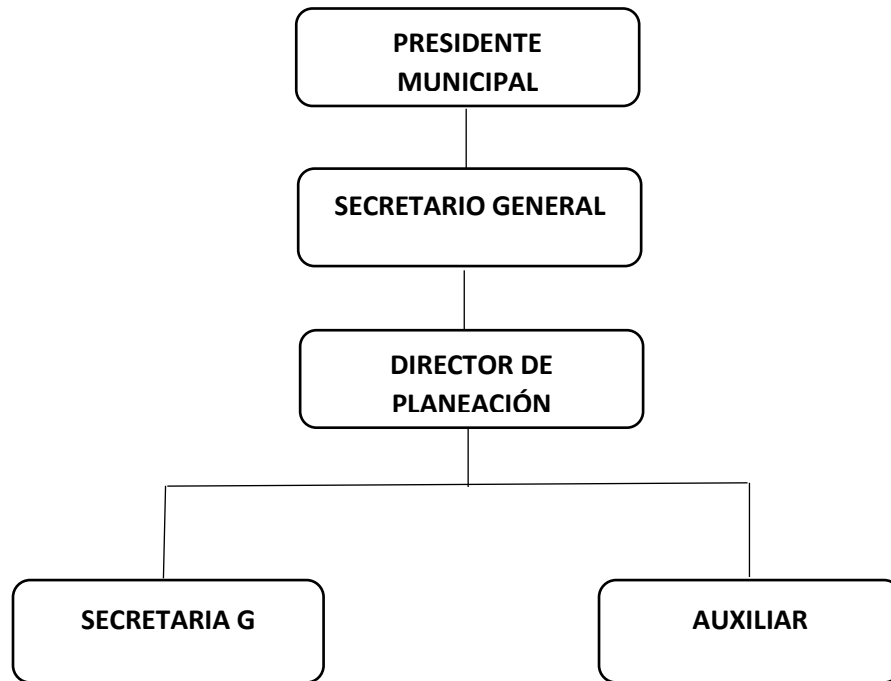 PRESIDENTE
MUNICIPAL
SECRETARIO GENERAL
DIRECTOR DE
PLANEACIÓN
SECRETARIA G
AUXILIAR